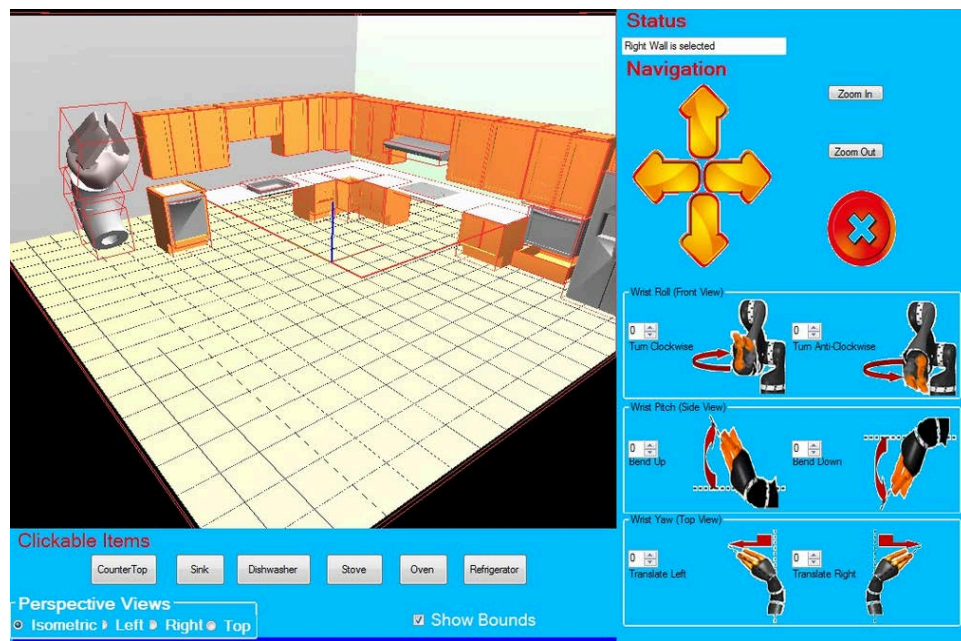 Status
Right Wall is selected
Navigation
Zoom In
Zoom Out
Wrist Roll (Front View)
0
0
Turn Clockwise
Turn Anti-Clockwise
Wrist Pitch (Side View)
0
0
Bend Up
Bend Down
Wrist Yaw (Top View)
0
0
Translate Left
Translate Right
Clickable Items
CounterTop
Sink
Dishwasher
Stove
Oven
Refrigerator
Perspective Views
Isometric
Left
Right
Top
Show Bounds